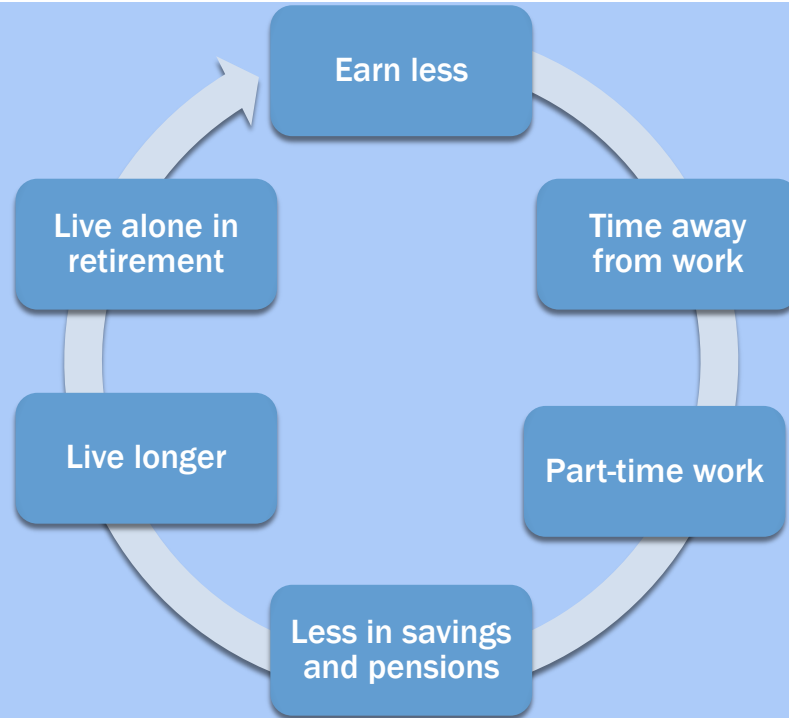 Earn less
Time away
from work
Part-time work
Less in savings
and pensions
Live longer
Live alone in
retirement